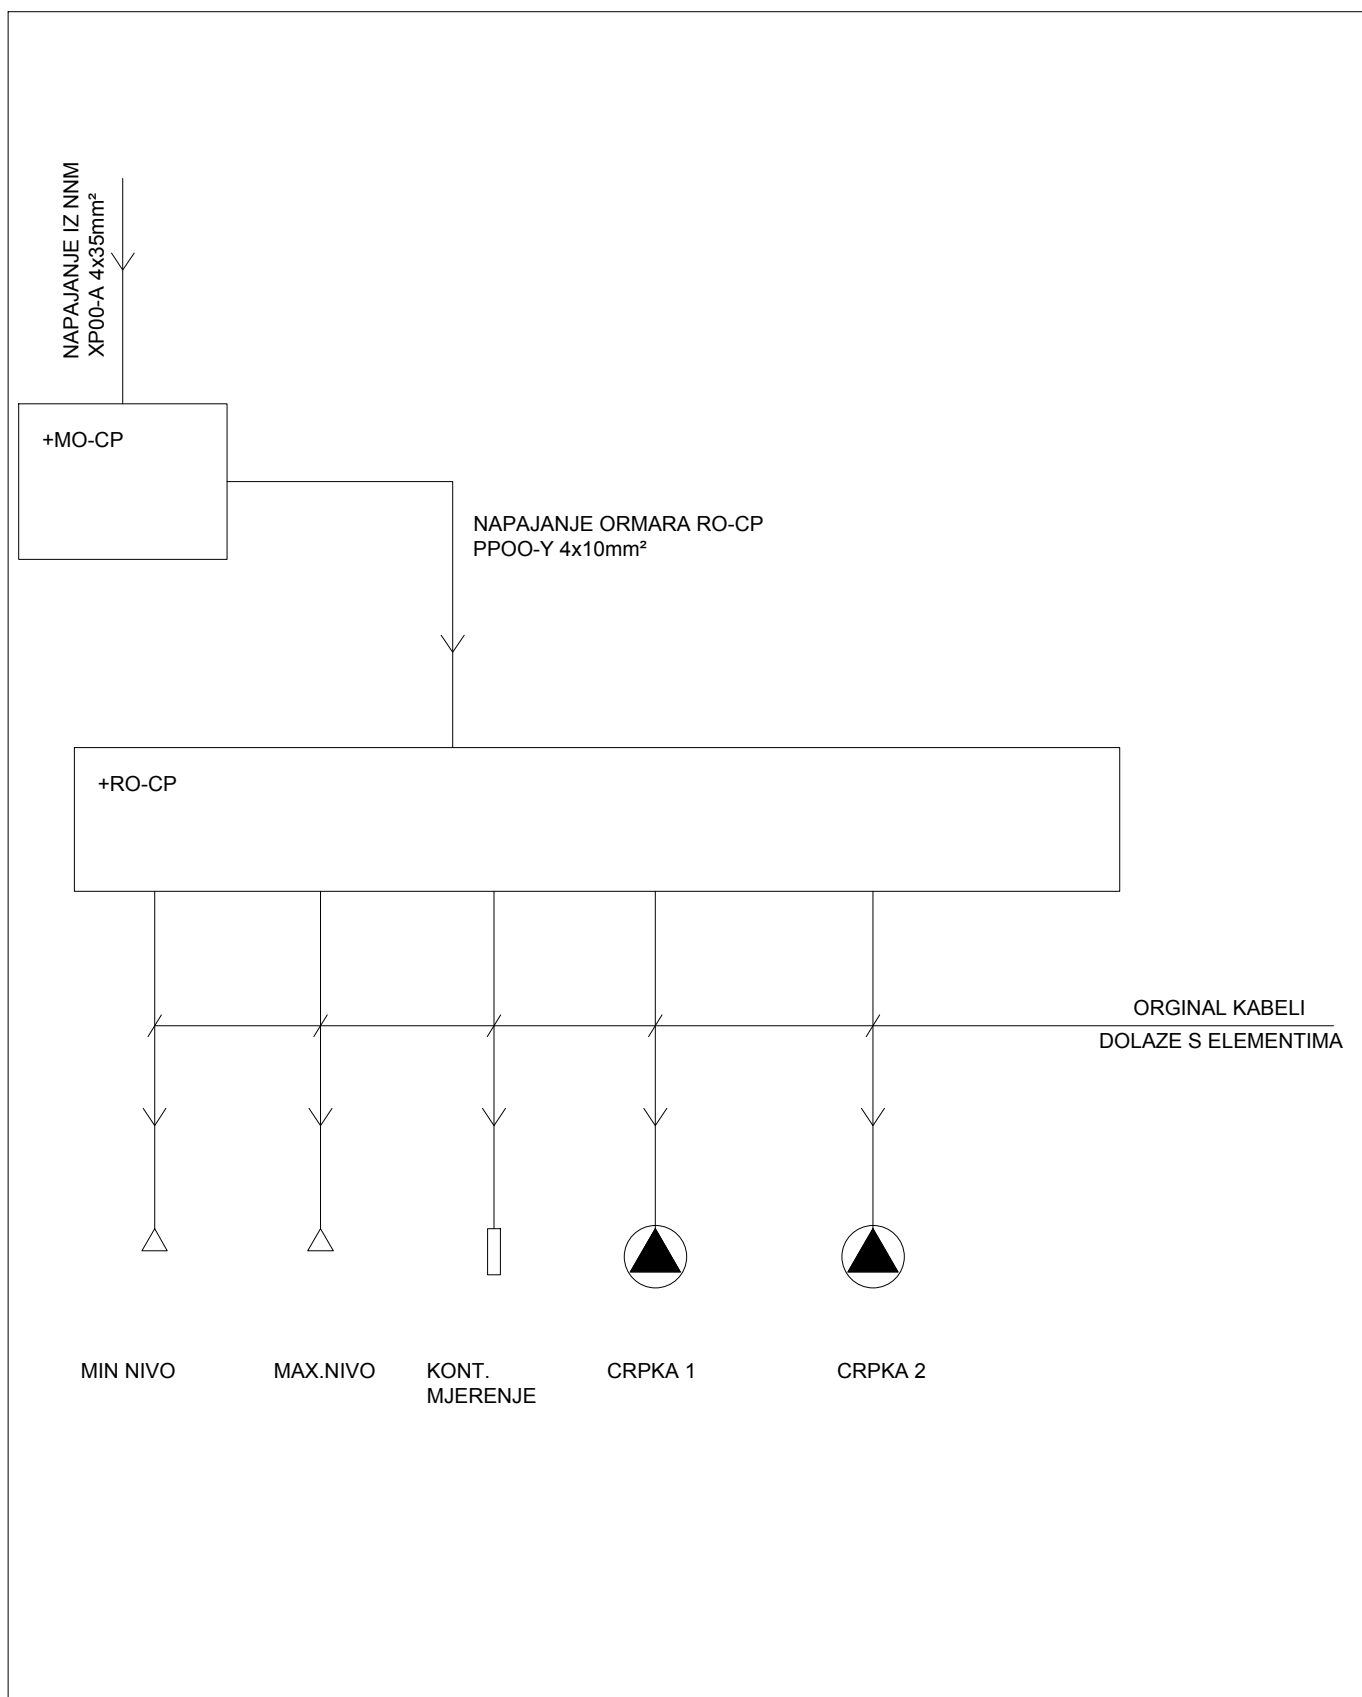 NAPAJANJE IZ NNM
XP00-A 4x35mm²
+MO-CP
NAPAJANJE ORMARA RO-CP
PPOO-Y 4x10mm²
+RO-CP
ORGINAL KABELI
DOLAZE S ELEMENTIMA
MIN NIVO
MAX.NIVO
KONT.
MJERENJE
CRPKA 1
CRPKA 2